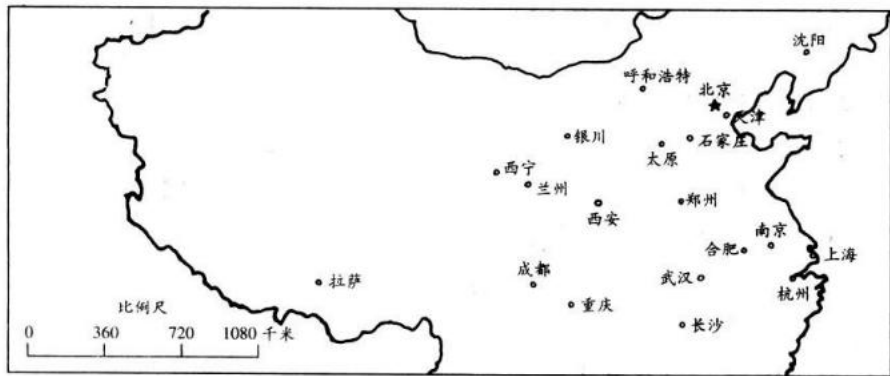 沈阳
呼和浩特
北京
天津
银川
石家庄
太原
西宁
兰州
郑州
西安
南京
合肥
上海
成都
武汉
拉萨
杭州
重庆
长沙
比例尺
0 360 720 1080 千米